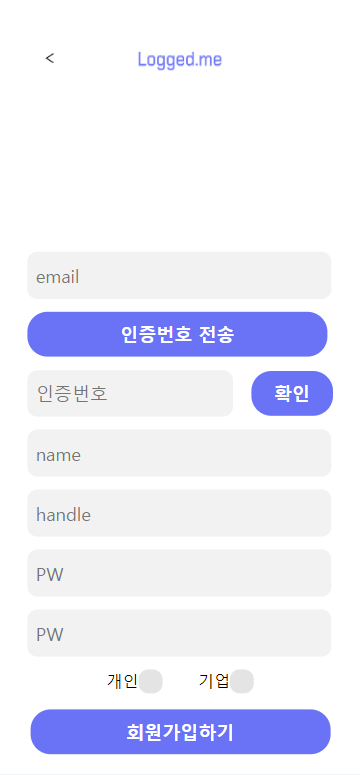 <
Logged.me
email
인증번호 전송
인증번호
확인
name
handle
PW
PW
개인 기업
회원가입하기